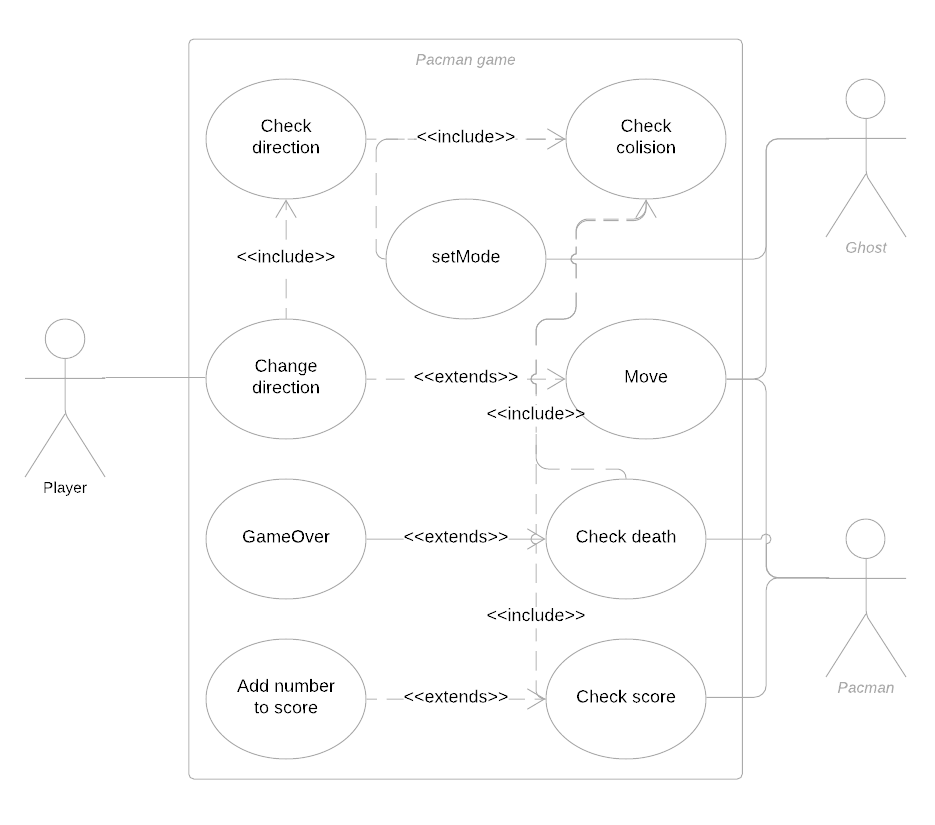 Pacman game
Check
direction
<<include>>
Check
colision
Ghost
<<include>>
setMode
Player
Change
direction
<<extends>>
Move
<<include>>
GameOver
<<extends>>
Check death
<<include>>
Pacman
Add number
to score
<<extends>>
Check score